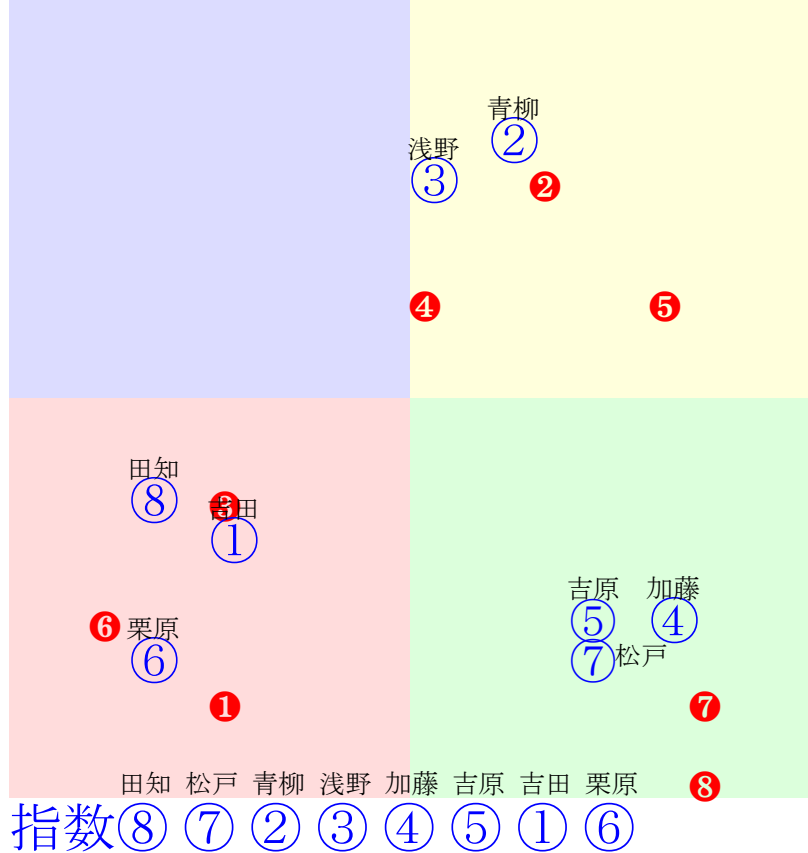 青柳
②
浅野
③
❷
❹
❺
田知
⑧
❸
吉田
①
❻
栗原
⑥
❶
吉原
⑤
加藤
④
⑦松戸
❼
❽
田知 松戸 青柳 浅野 加藤 吉原 吉田 栗原
指数⑧⑦②③④⑤①⑥